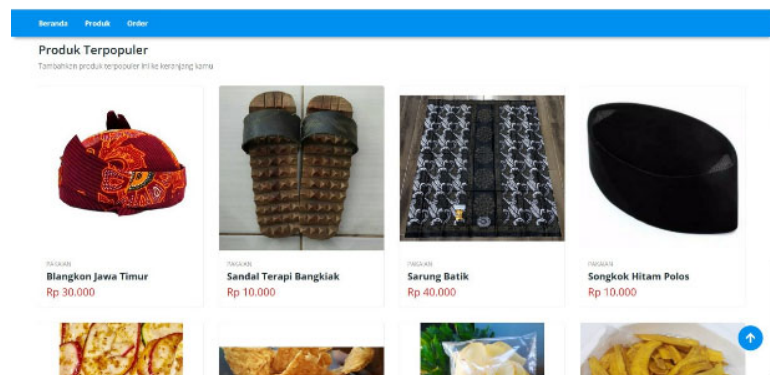 Beranda Produk Order
Produk Terpopuler
Tambahkan produk terpopuler ini ke keranjang kamu
PAKAIAN
Blangkon Jawa Timur
Rp 30.000
PAKAIAN
Sandal Terapi Bangkiak
Rp 10.000
PAKAIAN
Sarung Batik
Rp 40.000
PAKAIAN
Songkok Hitam Polos
Rp 10.000